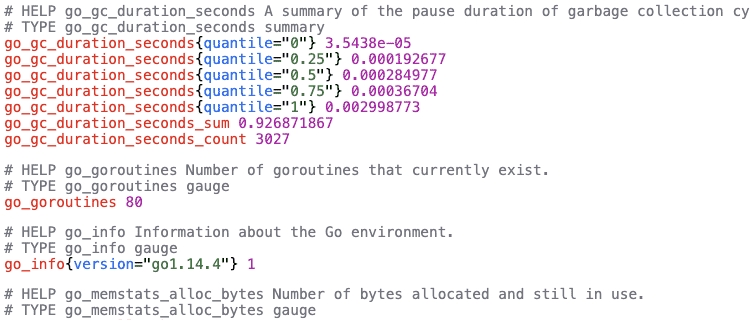 # HELP go_gc_duration_seconds A summary of the pause duration of garbage collection cy
# TYPE go_gc_duration_seconds summary
go_gc_duration_seconds{quantile="0"} 3.5438e-05
go_gc_duration_seconds{quantile="0.25"} 0.000192677
go_gc_duration_seconds{quantile="0.5"} 0.000284977
go_gc_duration_seconds{quantile="0.75"} 0.00036704
go_gc_duration_seconds{quantile="1"} 0.002998773
go_gc_duration_seconds_sum 0.926871867
go_gc_duration_seconds_count 3027
# HELP go_goroutines Number of goroutines that currently exist.
# TYPE go_goroutines gauge
go_goroutines 80
# HELP go_info Information about the Go environment.
# TYPE go_info gauge
go_info{version="go1.14.4"} 1
# HELP go_memstats_alloc_bytes Number of bytes allocated and still in use.
# TYPE go_memstats_alloc_bytes gauge